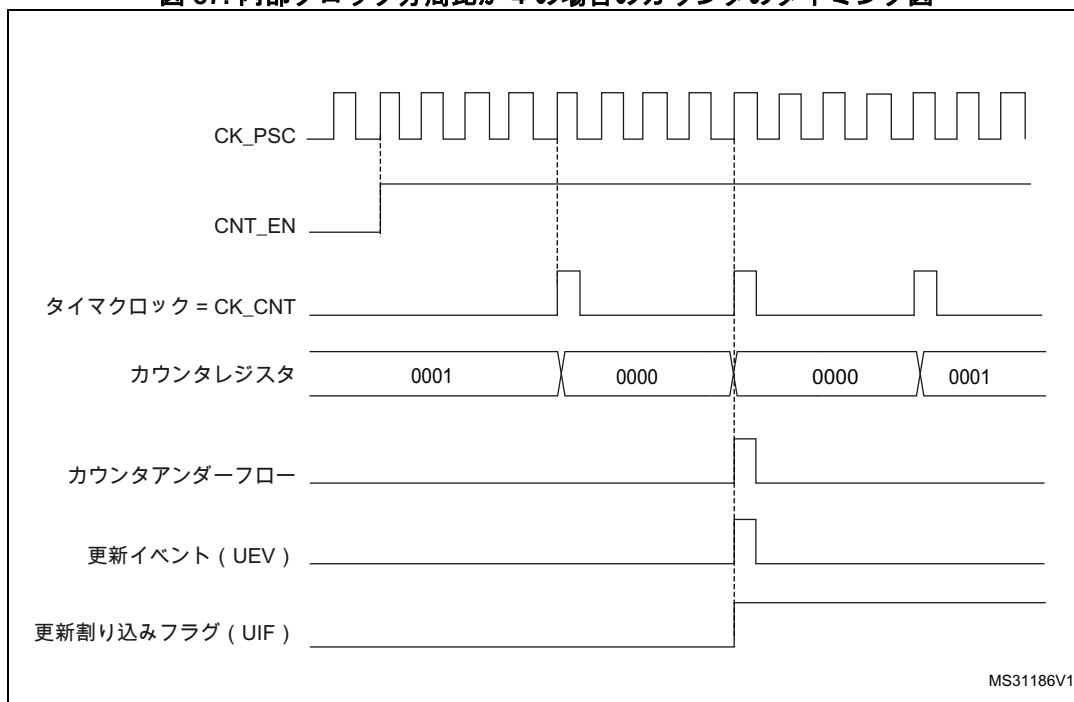 図 67. 内部クロック分周比が 4 の場合のカウンタのタイミング図
CK_PSC
CNT_EN
タイマクロック = CK_CNT
カウンタレジスタ
0001
0000
0000
0001
カウンタアンダーフロー
更新イベント ( UEV )
更新割り込みフラグ ( UIF )
MS31186V1